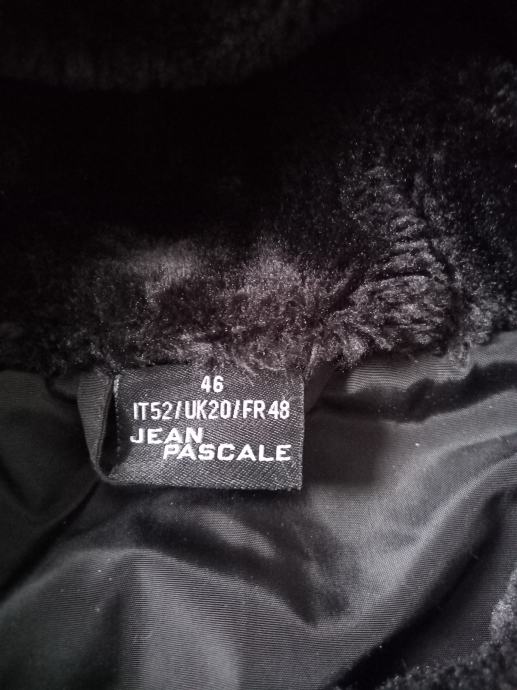 46
IT52/UK20/FR48
JEAN
PASCALE